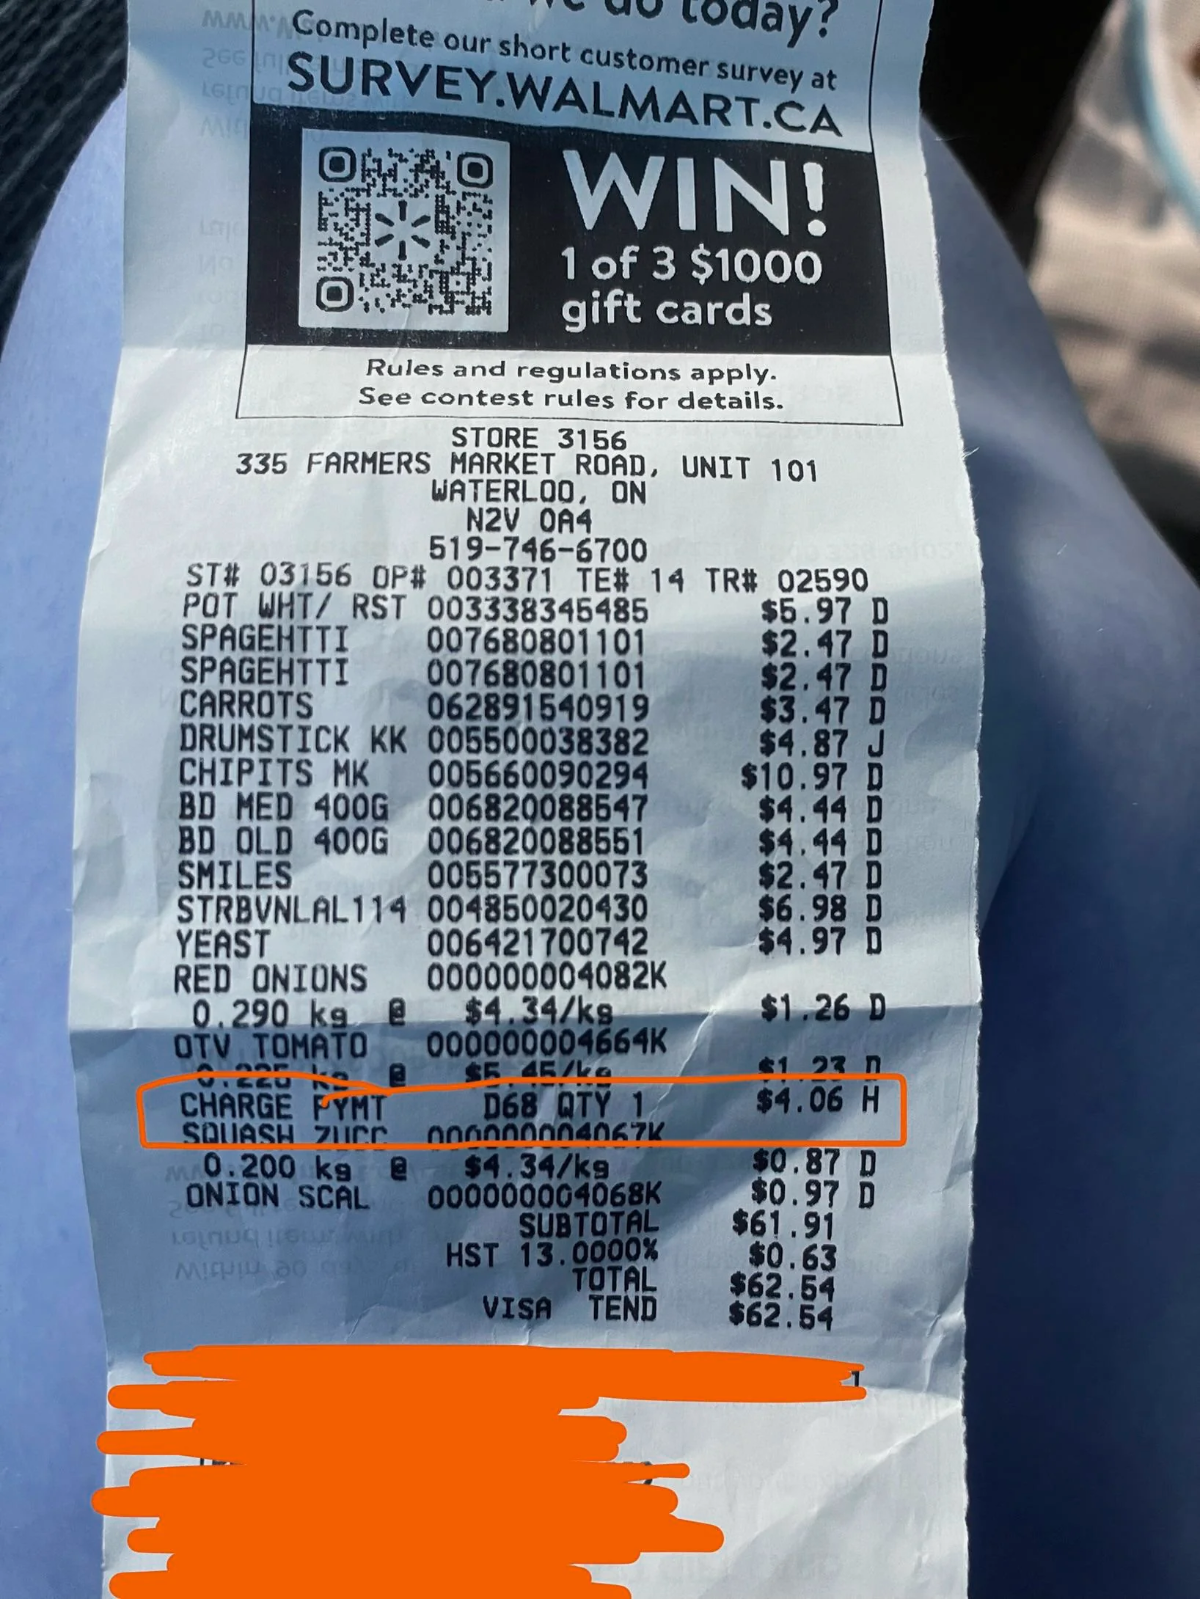 we do today?
Complete our short customer survey at
SURVEY.WALMART.CA
WIN!
1 of 3 $1000
gift cards
Rules and regulations apply.
See contest rules for details.
STORE 3156
335 FARMERS MARKET ROAD, UNIT 101
WATERLOO, ON
N2V 0A4
519-746-6700
ST# 03156 OP# 003371 TE# 14 TR# 02590
POT WHT/ RST 003338345485 $5.97 D
SPAGEHTTI 007680801101 $2.47 D
SPAGEHTTI 007680801101 $2.47 D
CARROTS 062891540919 $3.47 D
DRUMSTICK KK 005500038382 $4.87 J
CHIPITS MK 005660090294 $10.97 D
BD MED 400G 006820088547 $4.44 D
BD OLD 400G 006820088551 $4.44 D
SMILES 005577300073 $2.47 D
STRBVNLAL114 004850020430 $6.98 D
YEAST 006421700742 $4.97 D
RED ONIONS 000000004082K
0.290 kg @ $4.34/kg $1.26 D
OTV TOMATO 000000004664K
0.225 kg @ $5.45/kg $1.23 D
CHARGE PYMT D68 QTY 1 $4.06 H
SQUASH ZUCC 000000004067K
0.200 kg @ $4.34/kg $0.87 D
ONION SCAL 000000004068K $0.97 D
SUBTOTAL $61.91
HST 13.0000% $0.63
TOTAL $62.54
VISA TEND $62.54